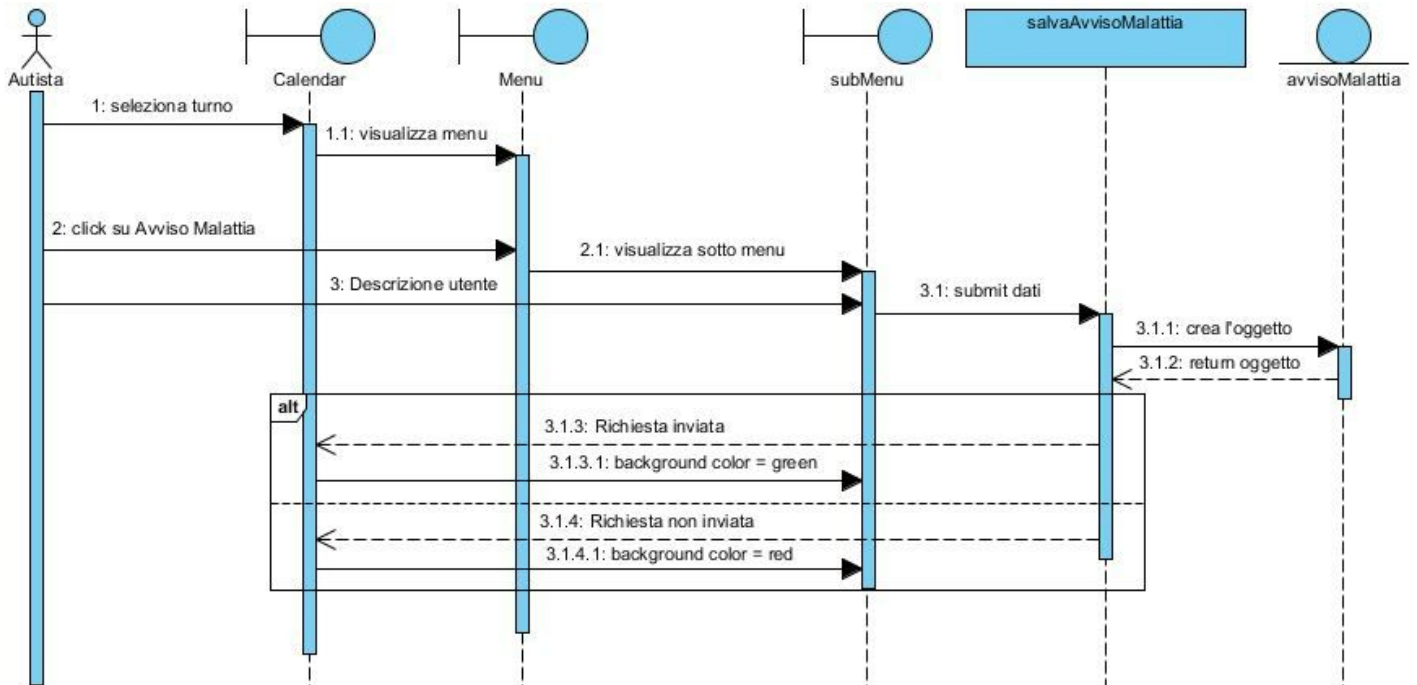 salvaAvvisoMalattia
Autista
Calendar
Menu
subMenu
avvisoMalattia
1: seleziona turno
1.1: visualizza menu
2: click su Avviso Malattia
2.1: visualizza sotto menu
3: Descrizione utente
3.1: submit dati
3.1.1: crea l'oggetto
3.1.2: return oggetto
alt
3.1.3: Richiesta inviata
3.1.3.1: background color = green
3.1.4: Richiesta non inviata
3.1.4.1: background color = red